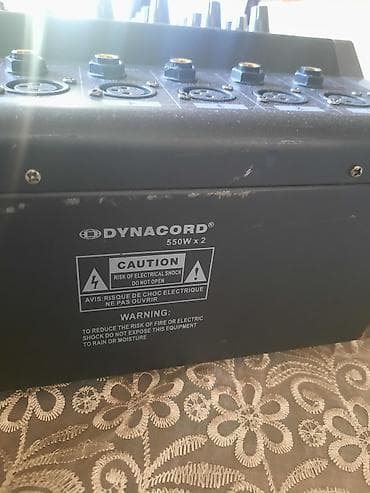 DYNACORD®
550W x 2
CAUTION
RISK OF ELECTRICAL SHOCK
DO NOT OPEN
AVIS:RISQUE DE CHOC ELECTRIQUE
NE PAS OUVRIR
WARNING:
TO REDUCE THE RISK OF FIRE OR ELECTRIC
SHOCK DO NOT EXPOSE THIS EQUIPMENT
TO RAIN OR MOISTURE